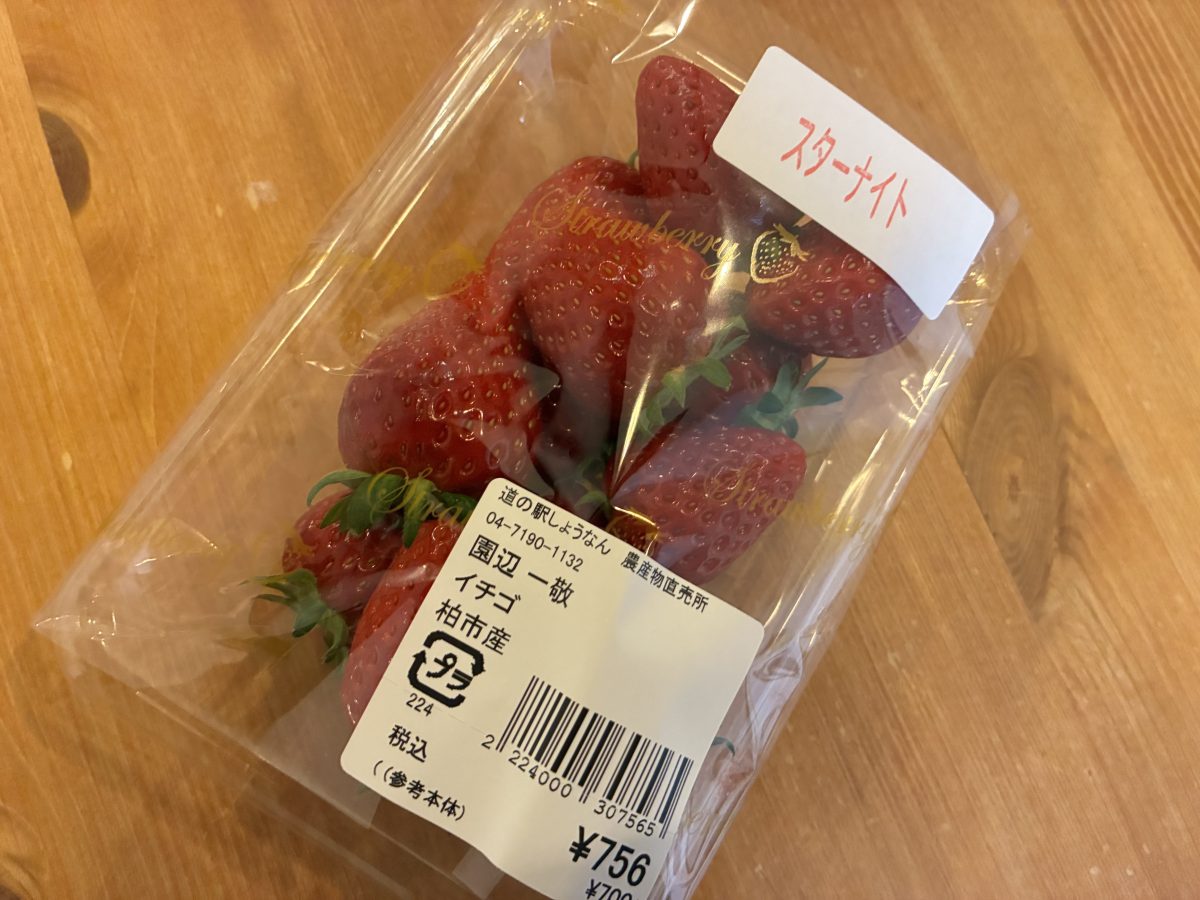 スターナイト
Strawberry
道の駅しょうなん 農産物直売所
04-7190-1132
園辺 一敬
イチゴ
柏市産
プラ
224
2 224000 307565
税込 ¥756
((参考本体) ¥700